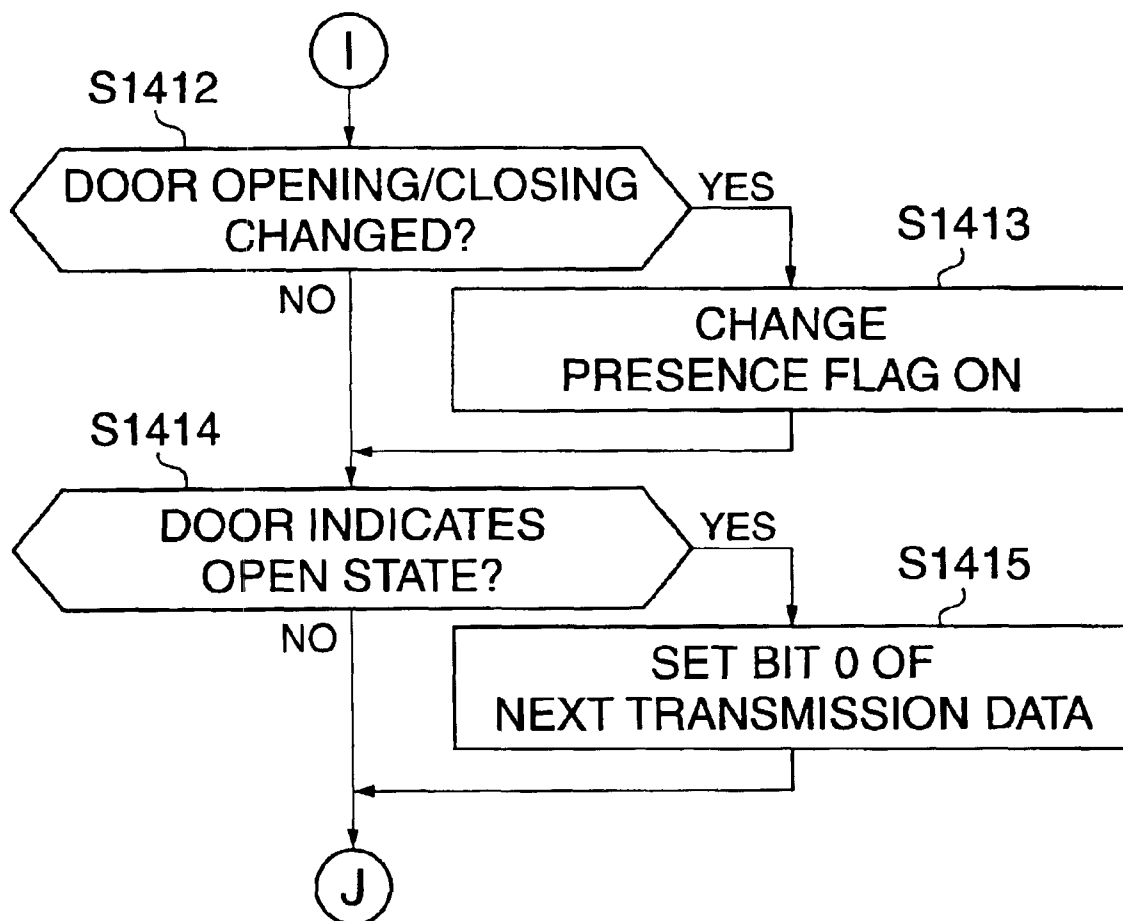 I
S1412
DOOR OPENING/CLOSING
CHANGED?
YES
NO
S1413
CHANGE
PRESENCE FLAG ON
S1414
DOOR INDICATES
OPEN STATE?
YES
NO
S1415
SET BIT 0 OF
NEXT TRANSMISSION DATA
J